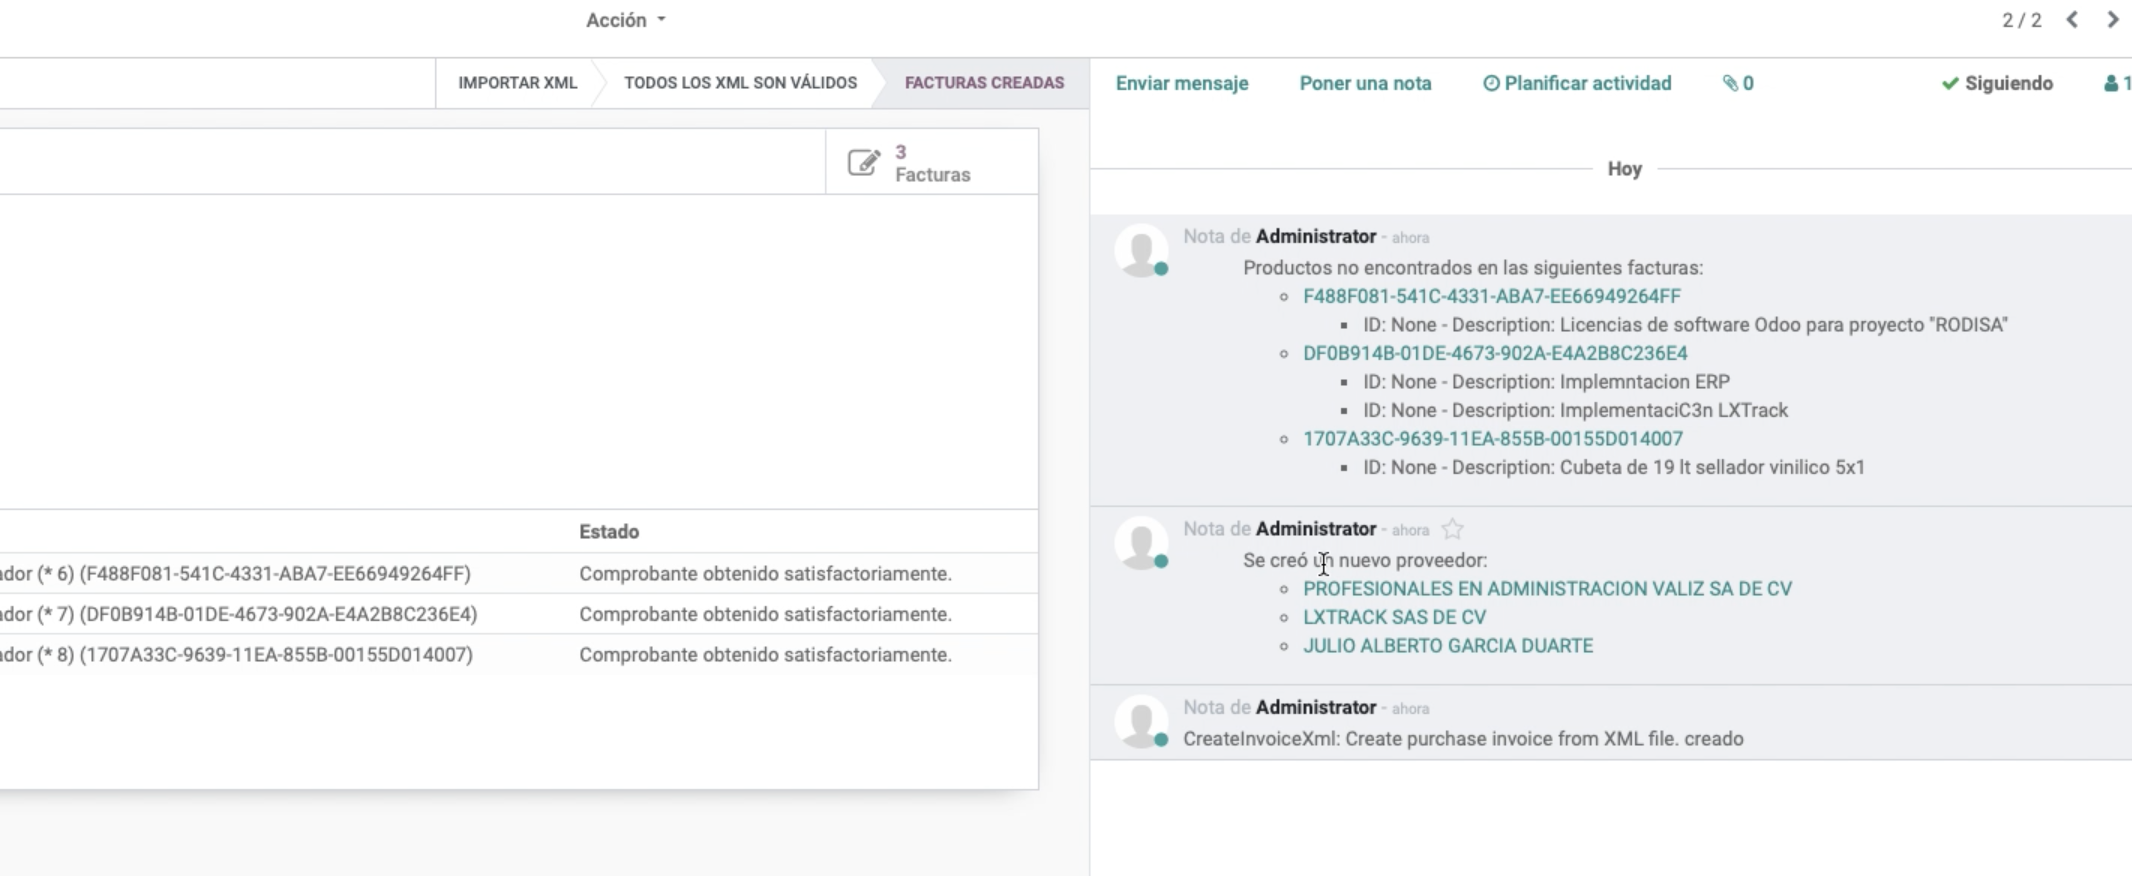 Acción
2 / 2
IMPORTAR XML
TODOS LOS XML SON VÁLIDOS
FACTURAS CREADAS
Enviar mensaje
Poner una nota
Planificar actividad
0
Siguiendo
1
3
Facturas
Estado
ador (* 6) (F488F081-541C-4331-ABA7-EE66949264FF) Comprobante obtenido satisfactoriamente.
ador (* 7) (DF0B914B-01DE-4673-902A-E4A2B8C236E4) Comprobante obtenido satisfactoriamente.
ador (* 8) (1707A33C-9639-11EA-855B-00155D014007) Comprobante obtenido satisfactoriamente.
Hoy
Nota de Administrator - ahora
Productos no encontrados en las siguientes facturas:
F488F081-541C-4331-ABA7-EE66949264FF
ID: None - Description: Licencias de software Odoo para proyecto "RODISA"
DF0B914B-01DE-4673-902A-E4A2B8C236E4
ID: None - Description: Implemntacion ERP
ID: None - Description: ImplementaciC3n LXTrack
1707A33C-9639-11EA-855B-00155D014007
ID: None - Description: Cubeta de 19 lt sellador vinilico 5x1
Nota de Administrator - ahora
Se creó un nuevo proveedor:
PROFESIONALES EN ADMINISTRACION VALIZ SA DE CV
LXTRACK SAS DE CV
JULIO ALBERTO GARCIA DUARTE
Nota de Administrator - ahora
CreateInvoiceXml: Create purchase invoice from XML file. creado